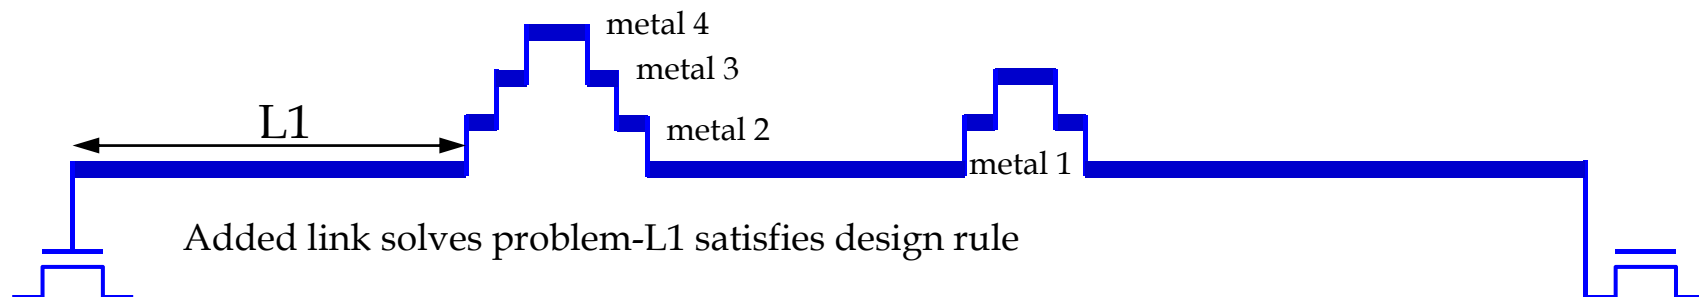 metal 4
metal 3
L1
metal 2
metal 1
Added link solves problem-L1 satisfies design rule